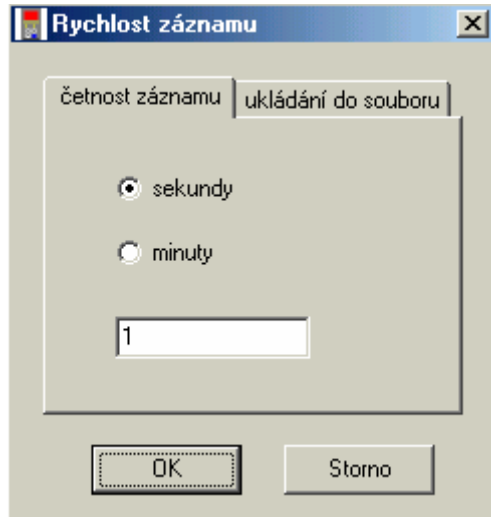 Rychlost záznamu
četnost záznamu ukládání do souboru
sekundy
minuty
1
OK Storno